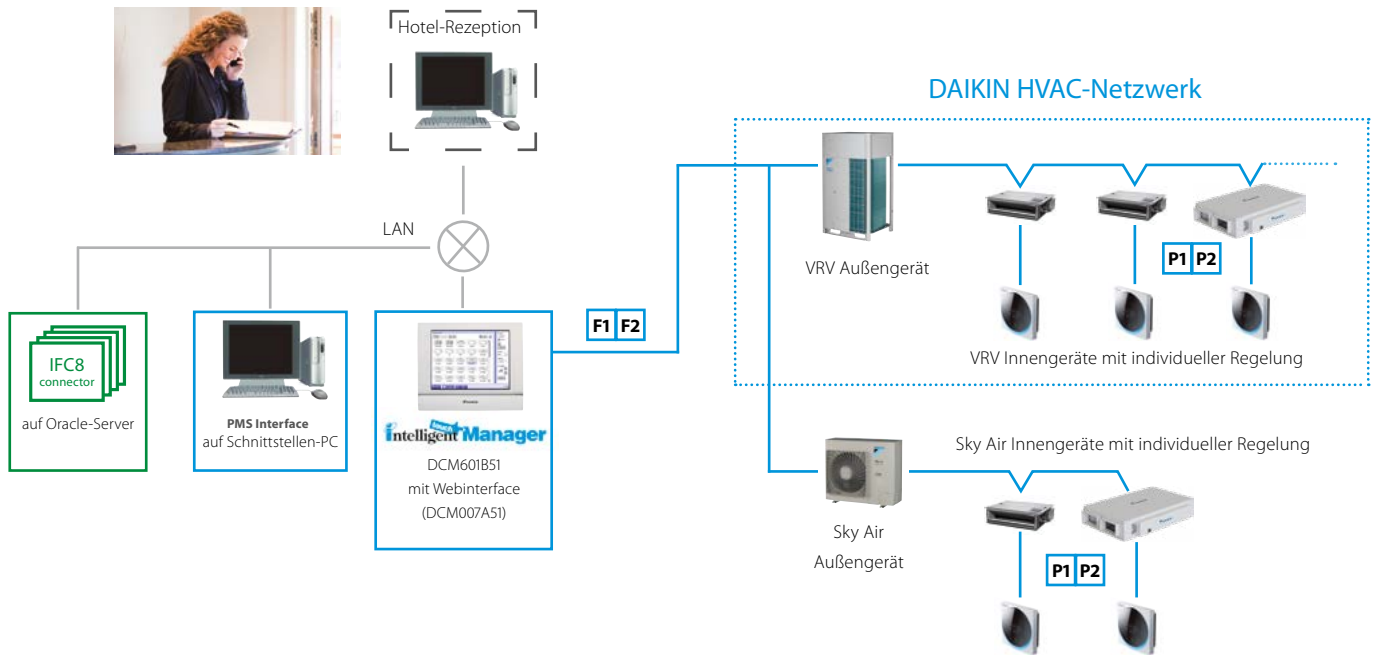 Hotel-Rezeption
DAIKIN HVAC-Netzwerk
LAN
VRV Außengerät
P1 P2
F1 F2
VRV Innengeräte mit individueller Regelung
IFC8
connector
auf Oracle-Server
PMS Interface
auf Schnittstellen-PC
intelligent touch Manager
DCM601B51
mit Webinterface
(DCM007A51)
Sky Air Innengeräte mit individueller Regelung
Sky Air
Außengerät
P1 P2